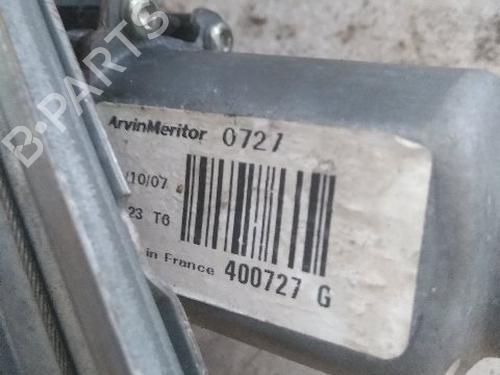 B-PARTS
ArvinMeritor 0727
/10/07
23 T6
in France 400727 G